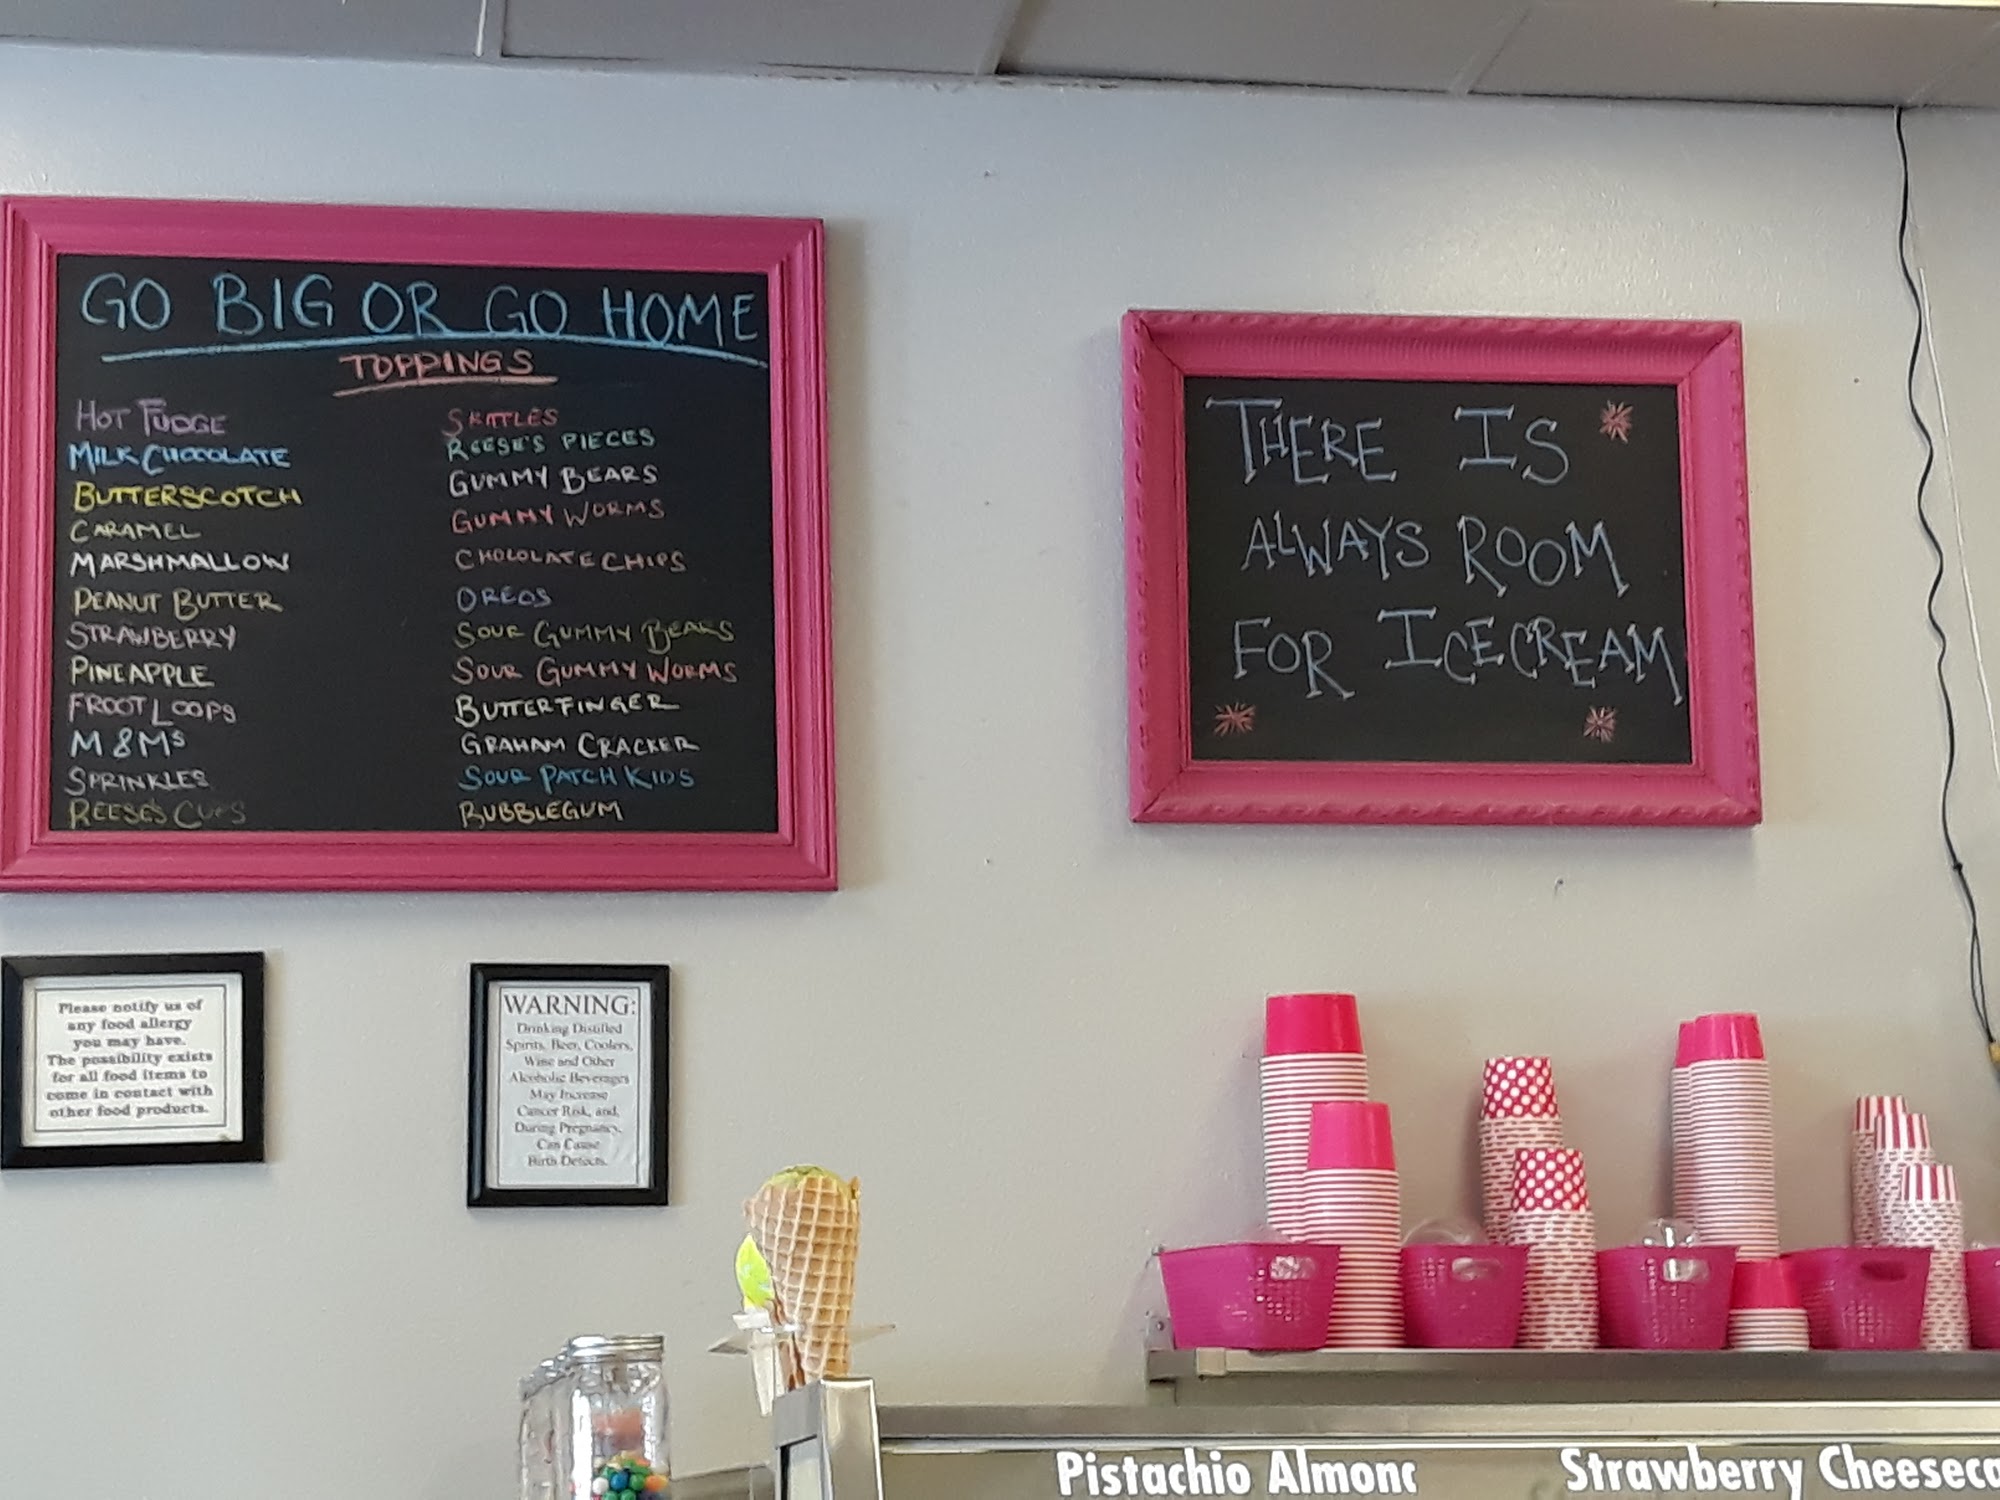 GO BIG OR GO HOME
TOPPINGS
HOT FUDGE
MILK CHOCOLATE
BUTTERSCOTCH
CARAMEL
MARSHMALLOW
PEANUT BUTTER
STRAWBERRY
PINEAPPLE
FROOT LOOPS
M&Ms
SPRINKLES
REESE'S CUPS
SKITTLES
REESE'S PIECES
GUMMY BEARS
GUMMY WORMS
CHOCOLATE CHIPS
OREOS
SOUR GUMMY BEARS
SOUR GUMMY WORMS
BUTTERFINGER
GRAHAM CRACKER
SOUR PATCH KIDS
BUBBLEGUM
THERE IS
ALWAYS ROOM
FOR ICECREAM
Please notify us of
any food allergy
you may have.
The possibility exists
for all food items to
come in contact with
other food products.
WARNING:
Drinking Distilled
Spirits, Beer, Coolers,
Wine and Other
Alcoholic Beverages
May Increase
Cancer Risk, and,
During Pregnancy,
Can Cause
Birth Defects.
Pistachio Almond
Strawberry Cheeseca